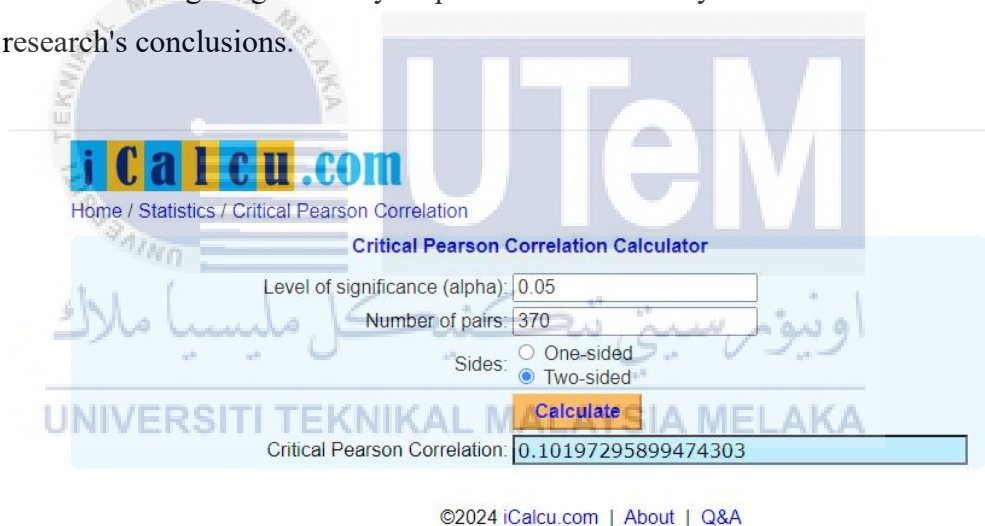 research's conclusions.
UTeM
iCalcu.com
Home / Statistics / Critical Pearson Correlation
Critical Pearson Correlation Calculator
Level of significance (alpha): 0.05
Number of pairs: 370
Sides: One-sided
Two-sided
اونيورسيتي تيكنيكل مليسيا ملاك
UNIVERSITI TEKNIKAL MALAYSIA MELAKA
Calculate
Critical Pearson Correlation: 0.10197295899474303
©2024 iCalcu.com | About | Q&A